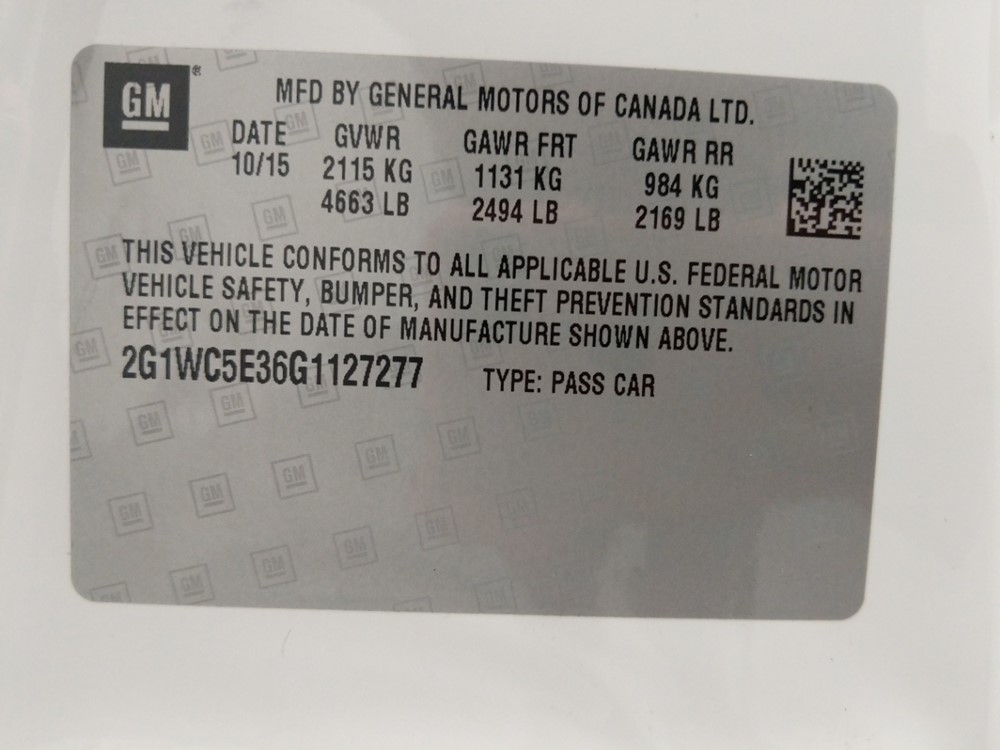 GM ®
MFD BY GENERAL MOTORS OF CANADA LTD.
DATE GVWR GAWR FRT GAWR RR
10/15 2115 KG 1131 KG 984 KG
4663 LB 2494 LB 2169 LB
THIS VEHICLE CONFORMS TO ALL APPLICABLE U.S. FEDERAL MOTOR
VEHICLE SAFETY, BUMPER, AND THEFT PREVENTION STANDARDS IN
EFFECT ON THE DATE OF MANUFACTURE SHOWN ABOVE.
2G1WC5E36G1127277 TYPE: PASS CAR